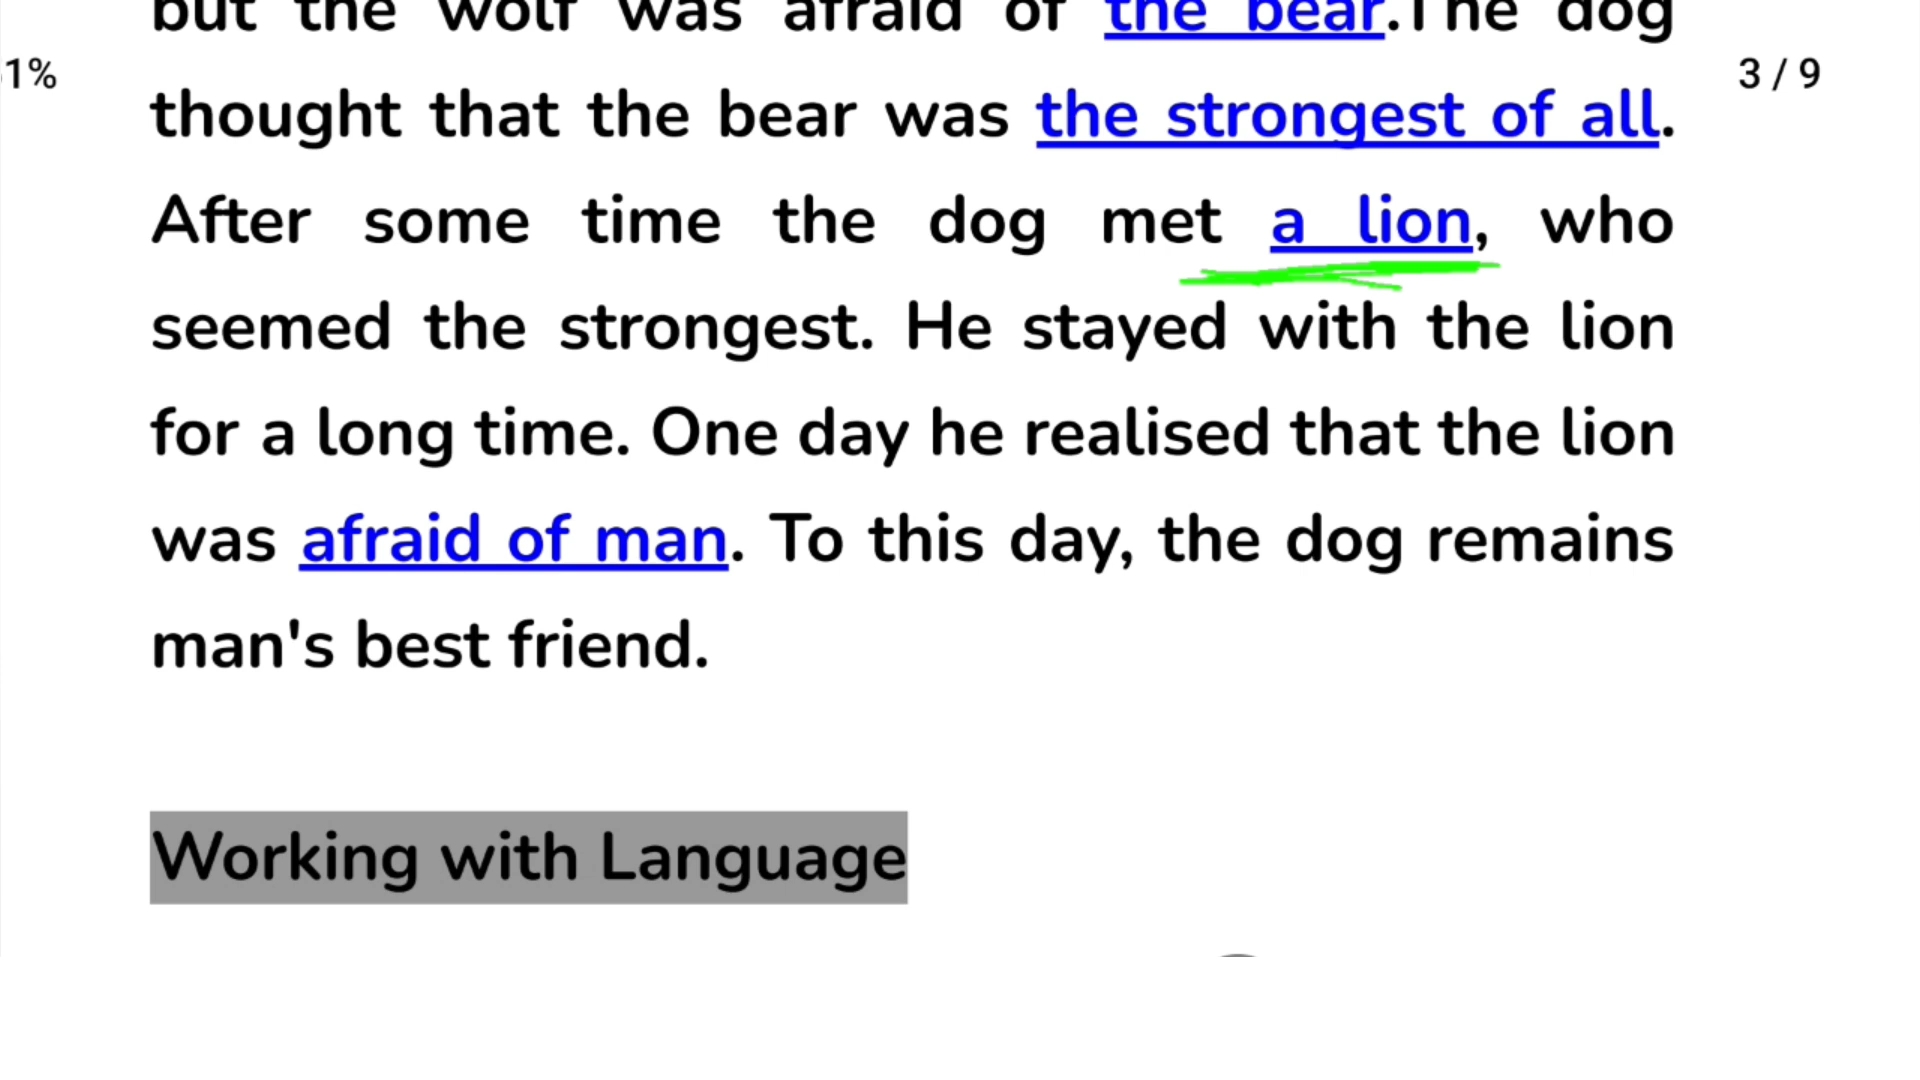 but the wolf was afraid of the bear.The dog
1%
3 / 9
thought that the bear was the strongest of all.
After some time the dog met a lion, who
seemed the strongest. He stayed with the lion
for a long time. One day he realised that the lion
was afraid of man. To this day, the dog remains
man's best friend.
Working with Language